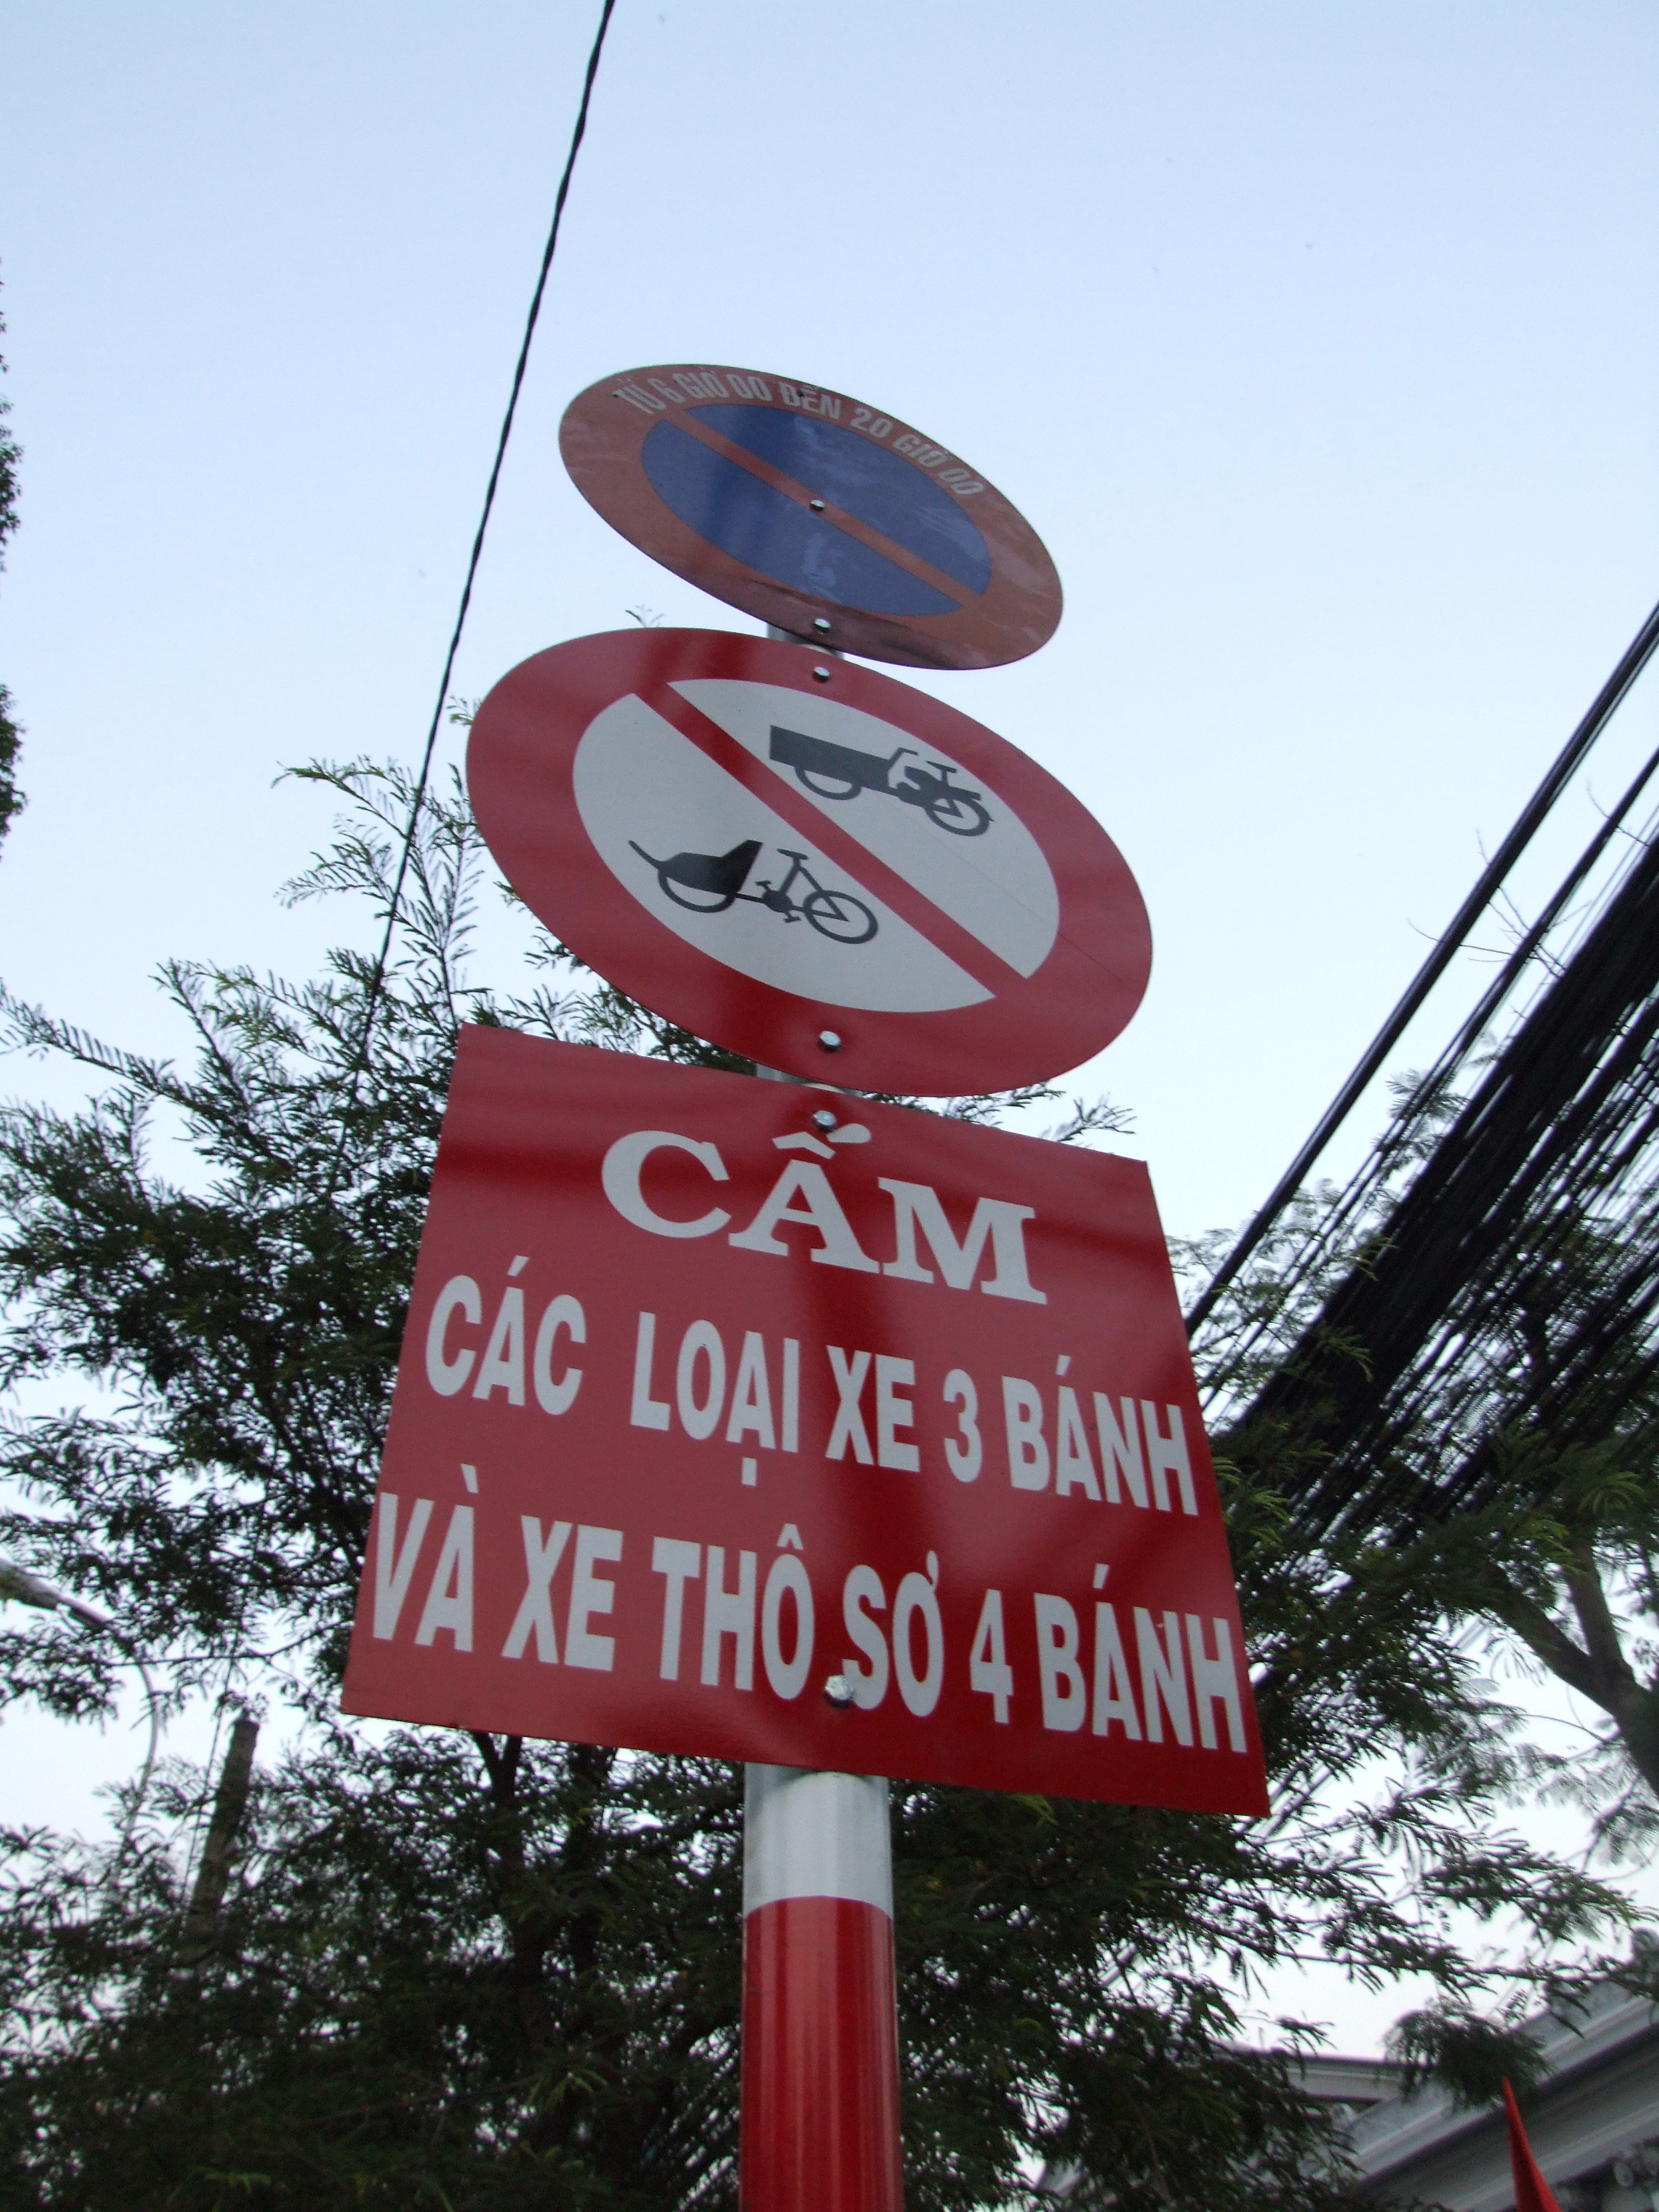 TỪ 6 GIỜ 00 ĐẾN 20 GIỜ 00
CẤM
CÁC LOẠI XE 3 BÁNH
VÀ XE THÔ SƠ 4 BÁNH